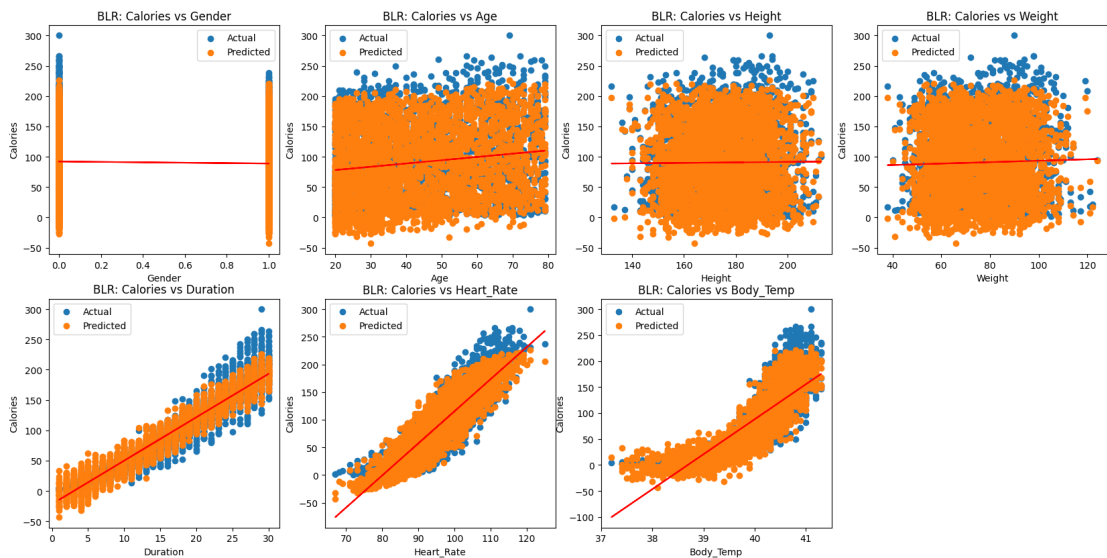 BLR: Calories vs Gender
300
250
200
150
100
50
0
−50
Calories
Actual
Predicted
0.0 0.2 0.4 0.6 0.8 1.0
Gender
BLR: Calories vs Age
300
250
200
150
100
50
0
−50
Calories
Actual
Predicted
20 30 40 50 60 70 80
Age
BLR: Calories vs Height
300
250
200
150
100
50
0
−50
Calories
Actual
Predicted
140 160 180 200
Height
BLR: Calories vs Weight
300
250
200
150
100
50
0
−50
Calories
Actual
Predicted
40 60 80 100 120
Weight
BLR: Calories vs Duration
300
250
200
150
100
50
0
−50
Calories
Actual
Predicted
0 5 10 15 20 25 30
Duration
BLR: Calories vs Heart_Rate
300
250
200
150
100
50
0
−50
Calories
Actual
Predicted
70 80 90 100 110 120
Heart_Rate
BLR: Calories vs Body_Temp
300
250
200
150
100
50
0
−50
−100
Calories
Actual
Predicted
37 38 39 40 41
Body_Temp